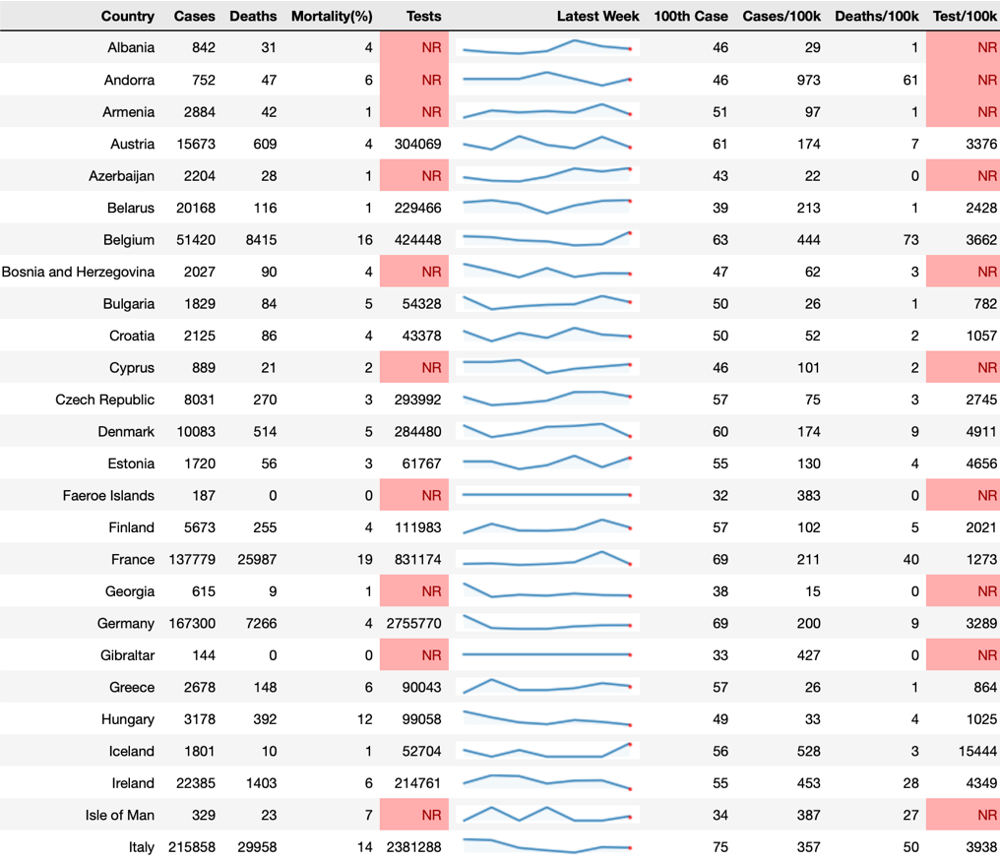 Country Cases Deaths Mortality(%) Tests Latest Week 100th Case Cases/100k Deaths/100k Test/100k
Albania 842 31 4 NR 46 29 1 NR
Andorra 752 47 6 NR 46 973 61 NR
Armenia 2884 42 1 NR 51 97 1 NR
Austria 15673 609 4 304069 61 174 7 3376
Azerbaijan 2204 28 1 NR 43 22 0 NR
Belarus 20168 116 1 229466 39 213 1 2428
Belgium 51420 8415 16 424448 63 444 73 3662
Bosnia and Herzegovina 2027 90 4 NR 47 62 3 NR
Bulgaria 1829 84 5 54328 50 26 1 782
Croatia 2125 86 4 43378 50 52 2 1057
Cyprus 889 21 2 NR 46 101 2 NR
Czech Republic 8031 270 3 293992 57 75 3 2745
Denmark 10083 514 5 284480 60 174 9 4911
Estonia 1720 56 3 61767 55 130 4 4656
Faeroe Islands 187 0 0 NR 32 383 0 NR
Finland 5673 255 4 111983 57 102 5 2021
France 137779 25987 19 831174 69 211 40 1273
Georgia 615 9 1 NR 38 15 0 NR
Germany 167300 7266 4 2755770 69 200 9 3289
Gibraltar 144 0 0 NR 33 427 0 NR
Greece 2678 148 6 90043 57 26 1 864
Hungary 3178 392 12 99058 49 33 4 1025
Iceland 1801 10 1 52704 56 528 3 15444
Ireland 22385 1403 6 214761 55 453 28 4349
Isle of Man 329 23 7 NR 34 387 27 NR
Italy 215858 29958 14 2381288 75 357 50 3938